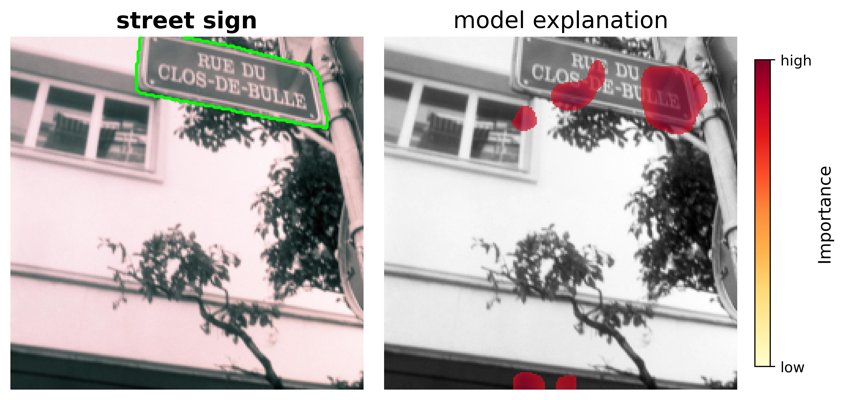 street sign
model explanation
RUE DU
CLOS-DE-BULLE
RUE DU
CLOS-DE-BULLE
high
Importance
low